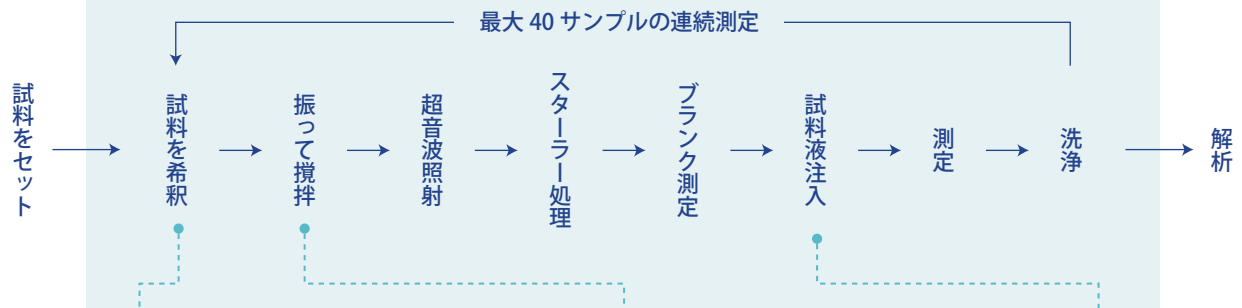 最大 40 サンプルの連続測定
試料をセット
試料を希釈
振って撹拌
超音波照射
スターラー処理
ブランク測定
試料液注入
測定
洗浄
解析